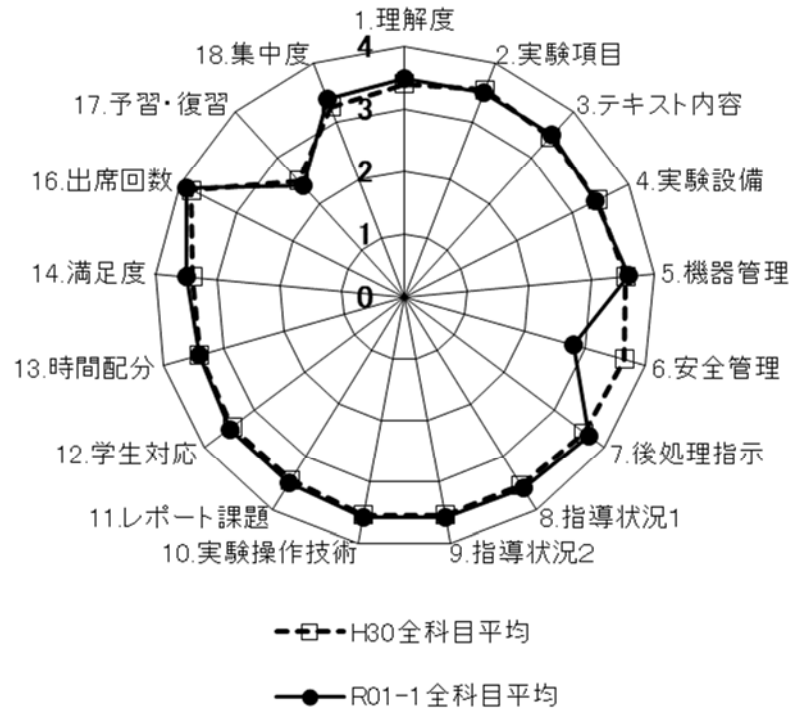 1.理解度
2.実験項目
3.テキスト内容
4.実験設備
5.機器管理
6.安全管理
7.後処理指示
8.指導状況1
9.指導状況2
10.実験操作技術
11.レポート課題
12.学生対応
13.時間配分
14.満足度
16.出席回数
17.予習・復習
18.集中度
4
3
2
1
0
H30全科目平均
R01-1全科目平均